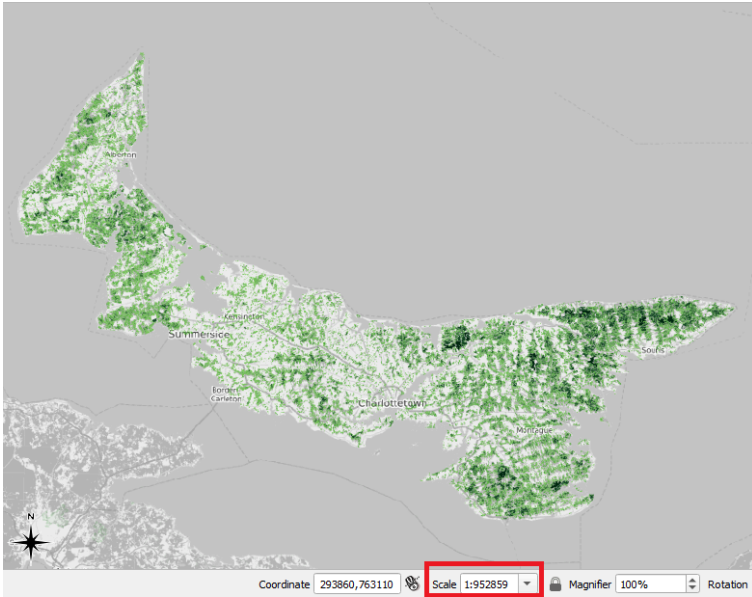 Alberton
Kensington
Summerside
Souris
Borden
Carleton
Charlottetown
Montague
N
Coordinate 293860,763110 Scale 1:952859 Magnifier 100% Rotation